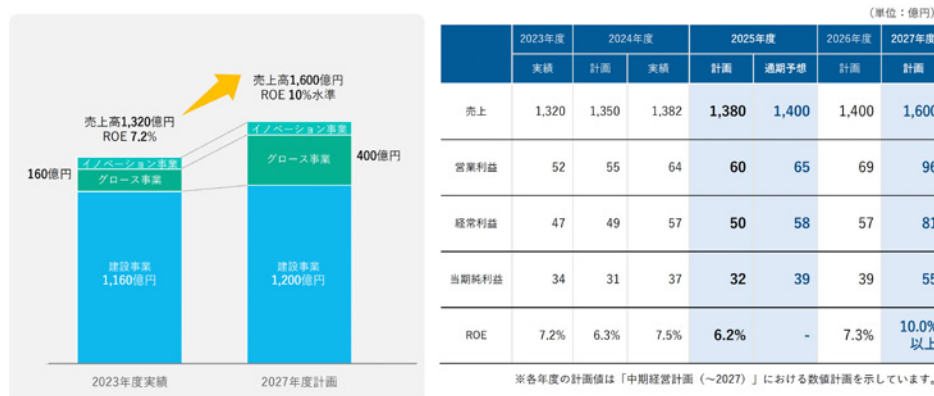 売上高1,600億円
ROE 10%水準
売上高1,320億円
ROE 7.2%
イノベーション事業
160億円
グロース事業
建設事業
1,160億円
2023年度実績
イノベーション事業
グロース事業
400億円
建設事業
1,200億円
2027年度計画
(単位：億円)
2023年度 2024年度 2025年度 2026年度 2027年度
実績 計画 実績 計画 通期予想 計画 計画
売上 1,320 1,350 1,382 1,380 1,400 1,400 1,600
営業利益 52 55 64 60 65 69 96
経常利益 47 49 57 50 58 57 81
当期純利益 34 31 37 32 39 39 55
ROE 7.2% 6.3% 7.5% 6.2% - 7.3% 10.0%
以上
※各年度の計画値は「中期経営計画（～2027）」における数値計画を示しています。